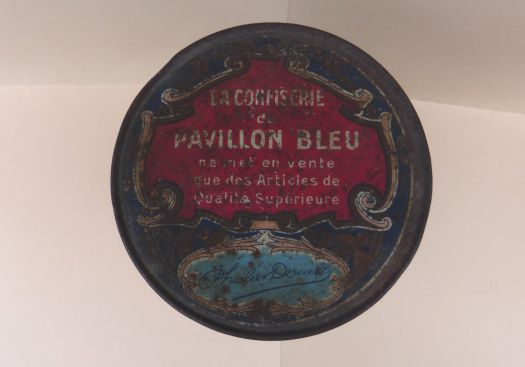 LA CONFISERIE
du
PAVILLON BLEU
ne met en vente
que des Articles de
Qualité Supérieure